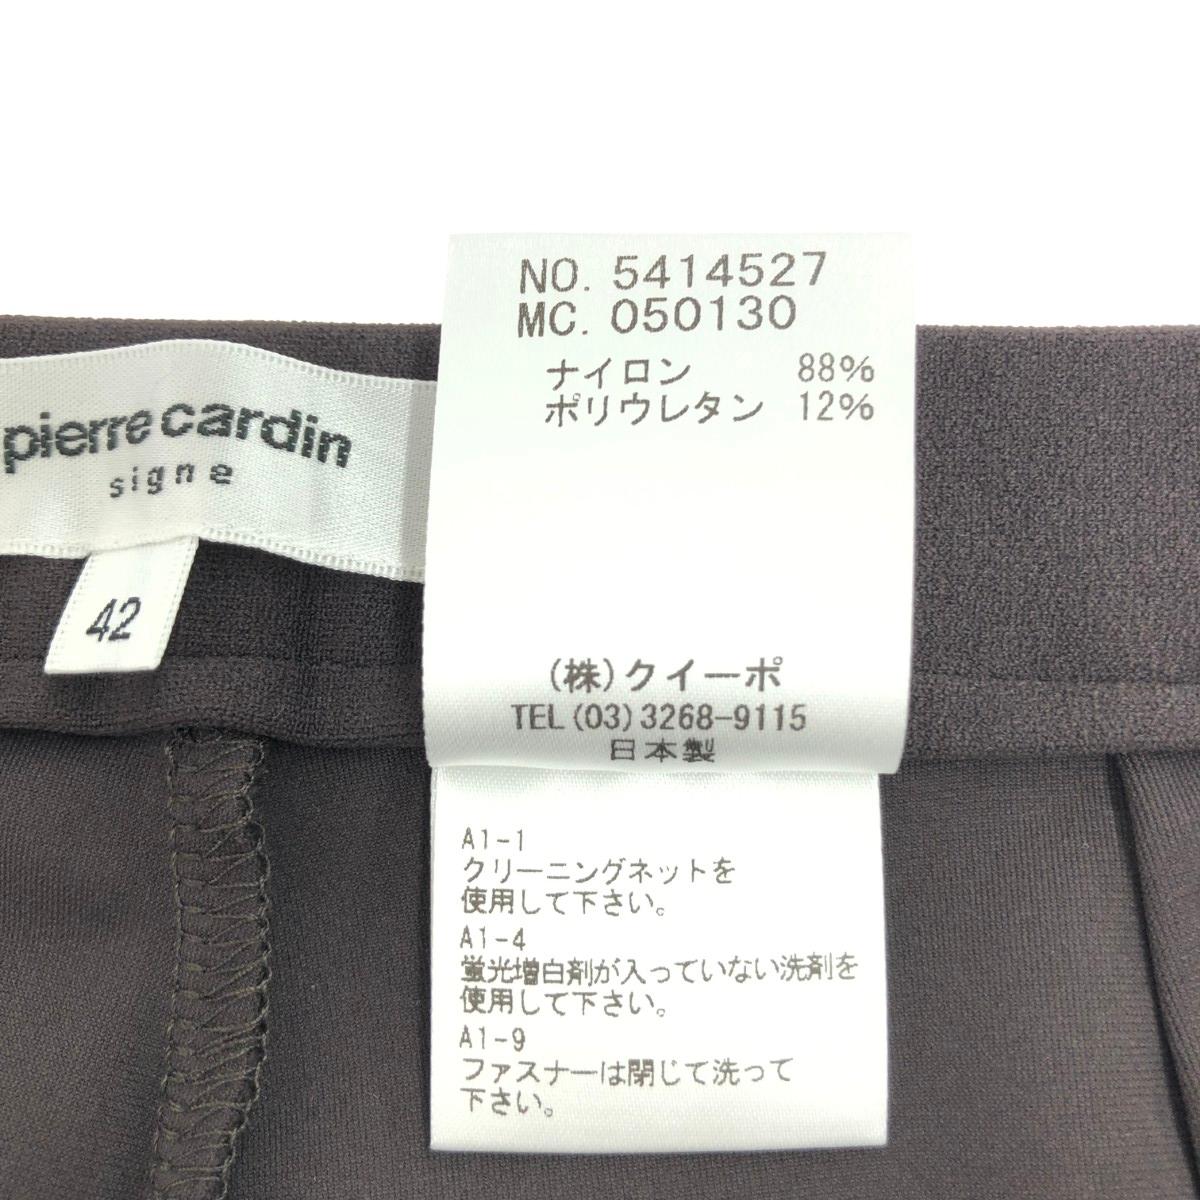 pierre cardin
signe
42
NO. 5414527
MC. 050130
ナイロン 88%
ポリウレタン 12%
(株)クイーポ
TEL(03)3268-9115
日本製
A1-1
クリーニングネットを
使用して下さい。
A1-4
蛍光増白剤が入っていない洗剤を
使用して下さい。
A1-9
ファスナーは閉じて洗って
下さい。